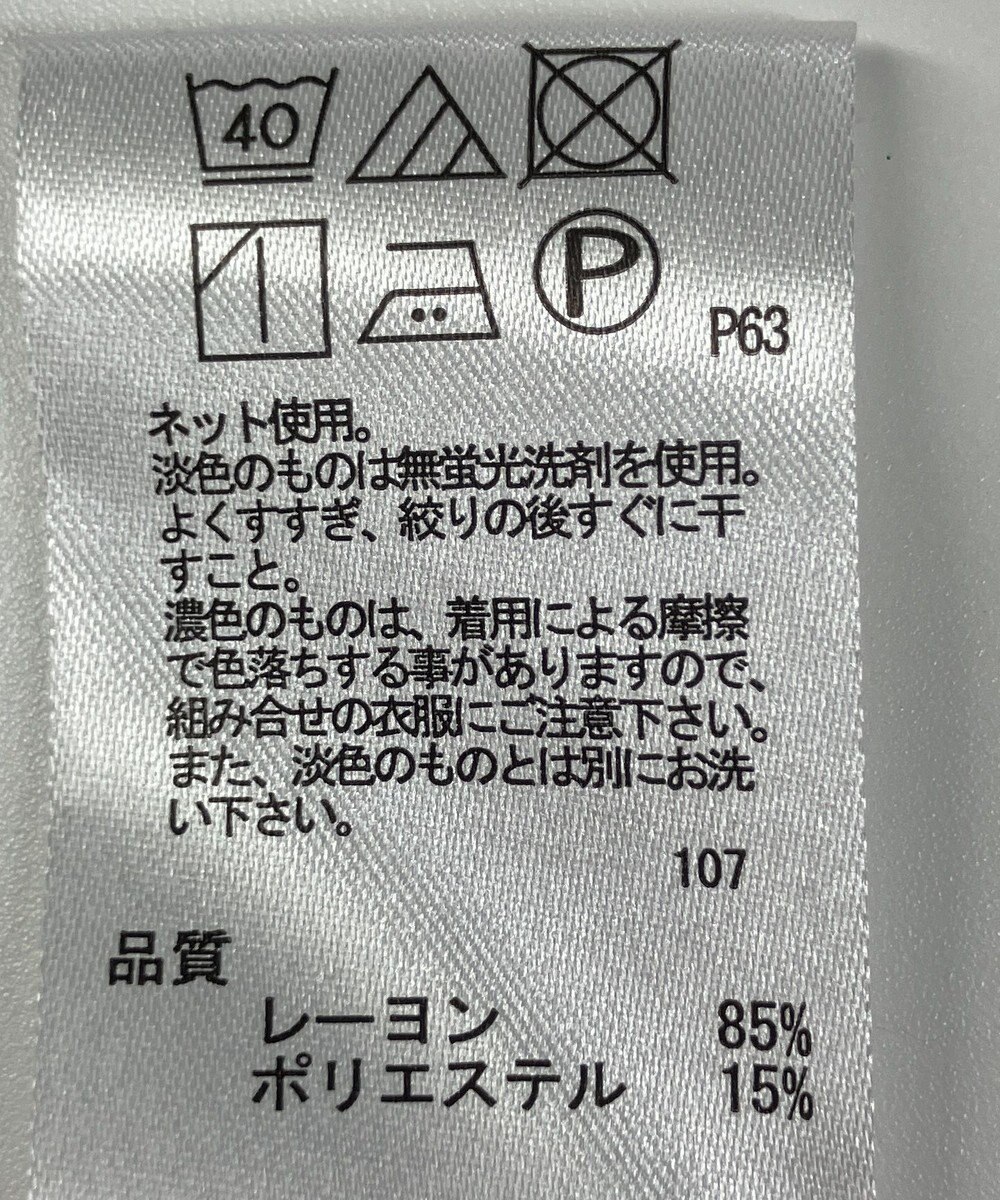 40
P
P63
ネット使用。
淡色のものは無蛍光洗剤を使用。
よくすすぎ、絞りの後すぐに干
すこと。
濃色のものは、着用による摩擦
で色落ちする事がありますので、
組み合せの衣服にご注意下さい。
また、淡色のものとは別にお洗
い下さい。
107
品質
レーヨン 85%
ポリエステル 15%